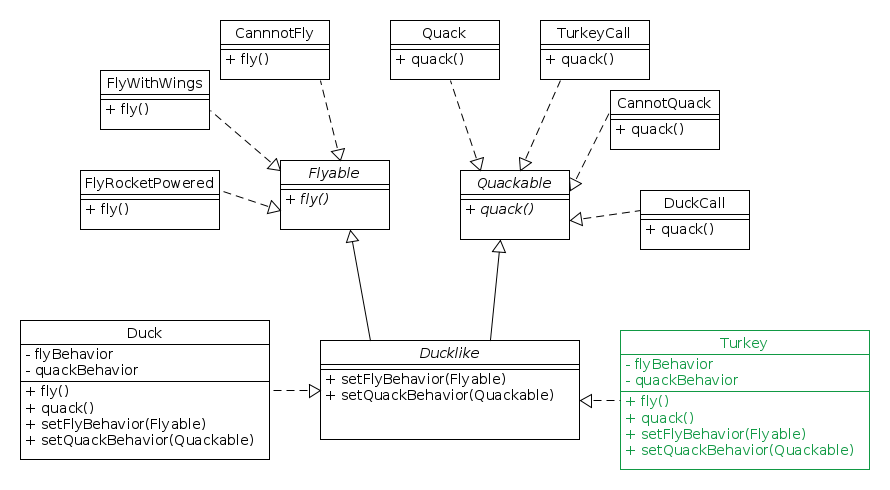 CannnotFly
+ fly()
Quack
+ quack()
TurkeyCall
+ quack()
FlyWithWings
+ fly()
CannotQuack
+ quack()
Flyable
+ fly()
FlyRocketPowered
+ fly()
Quackable
+ quack()
DuckCall
+ quack()
Duck
- flyBehavior
- quackBehavior
+ fly()
+ quack()
+ setFlyBehavior(Flyable)
+ setQuackBehavior(Quackable)
Ducklike
+ setFlyBehavior(Flyable)
+ setQuackBehavior(Quackable)
Turkey
- flyBehavior
- quackBehavior
+ fly()
+ quack()
+ setFlyBehavior(Flyable)
+ setQuackBehavior(Quackable)